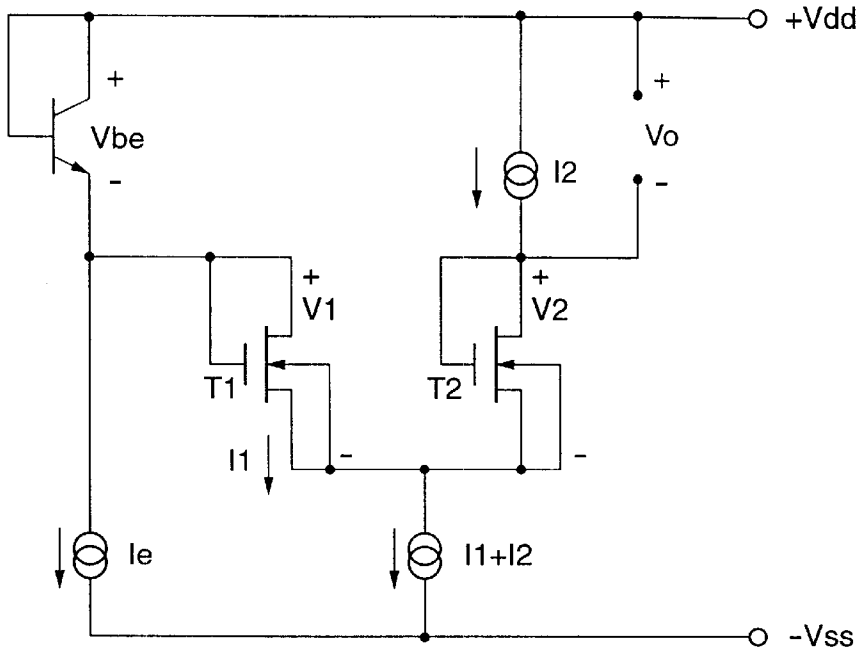 +Vdd
+
Vbe
-
+
Vo
-
I2
+
V1
+
V2
T1
T2
I1
-
-
Ie
I1+I2
-Vss